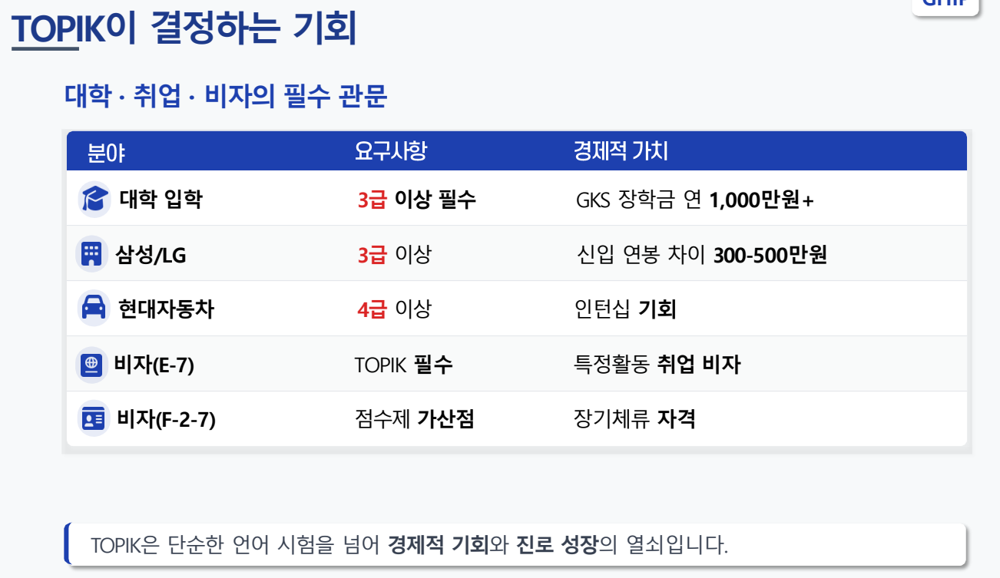 TOPIK이 결정하는 기회
대학 · 취업 · 비자의 필수 관문
분야 요구사항 경제적 가치
대학 입학 3급 이상 필수 GKS 장학금 연 1,000만원+
삼성/LG 3급 이상 신입 연봉 차이 300-500만원
현대자동차 4급 이상 인턴십 기회
비자(E-7) TOPIK 필수 특정활동 취업 비자
비자(F-2-7) 점수제 가산점 장기체류 자격
TOPIK은 단순한 언어 시험을 넘어 경제적 기회와 진로 성장의 열쇠입니다.